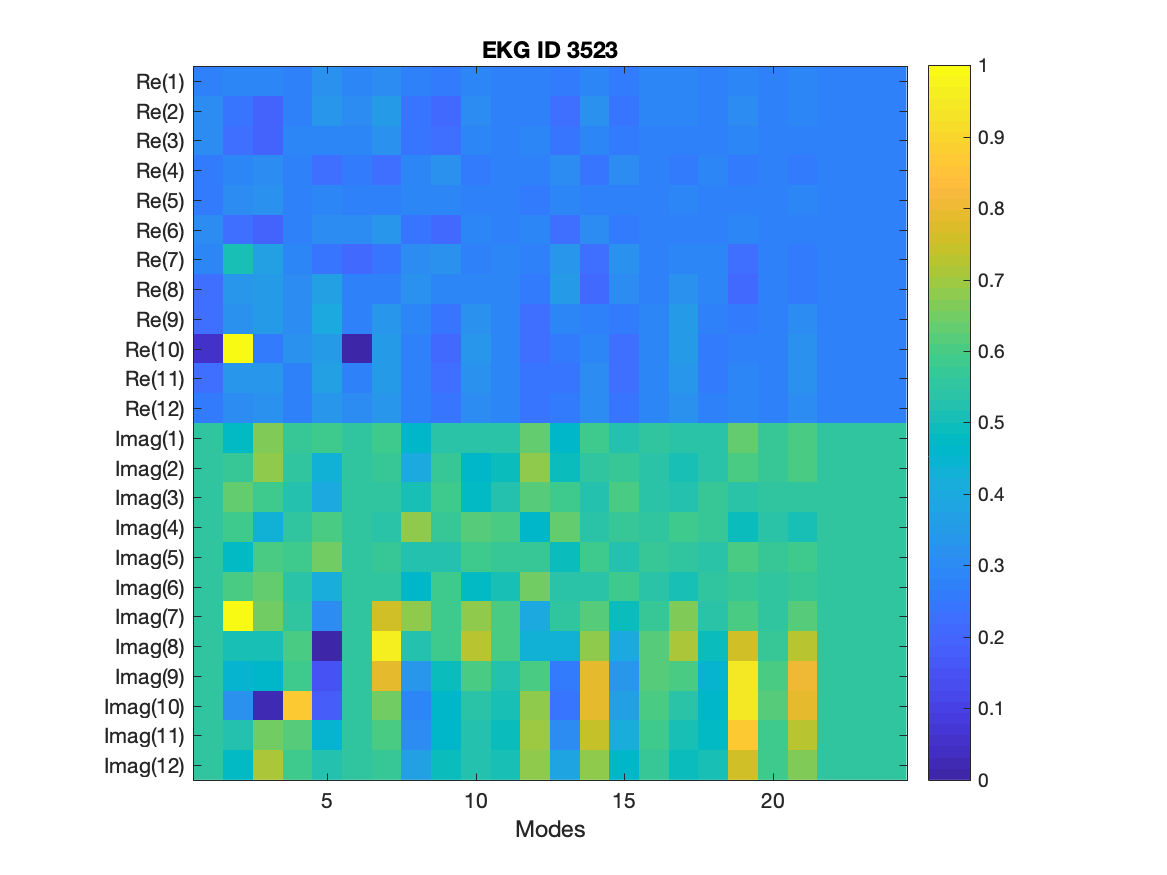 EKG ID 3523
Re(1)
Re(2)
Re(3)
Re(4)
Re(5)
Re(6)
Re(7)
Re(8)
Re(9)
Re(10)
Re(11)
Re(12)
Imag(1)
Imag(2)
Imag(3)
Imag(4)
Imag(5)
Imag(6)
Imag(7)
Imag(8)
Imag(9)
Imag(10)
Imag(11)
Imag(12)
5 10 15 20
Modes
1
0.9
0.8
0.7
0.6
0.5
0.4
0.3
0.2
0.1
0